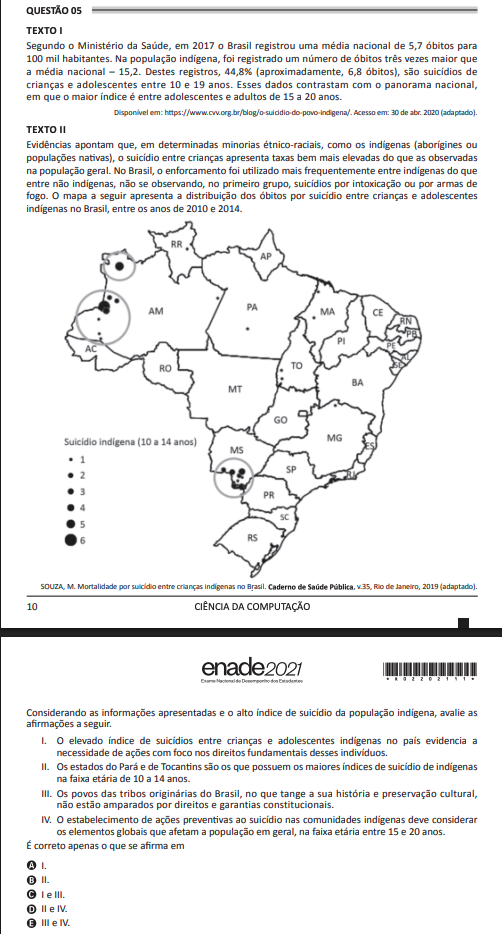 QUESTÃO 05
TEXTO I
Segundo o Ministério da Saúde, em 2017 o Brasil registrou uma média nacional de 5,7 óbitos para
100 mil habitantes. Na população indígena, foi registrado um número de óbitos três vezes maior que
a média nacional – 15,2. Destes registros, 44,8% (aproximadamente, 6,8 óbitos), são suicídios de
crianças e adolescentes entre 10 e 19 anos. Esses dados contrastam com o panorama nacional,
em que o maior índice é entre adolescentes e adultos de 15 a 20 anos.
Disponível em: https://www.cvv.org.br/blog/o-suicidio-do-povo-indigena/. Acesso em: 30 de abr. 2020 (adaptado).
TEXTO II
Evidências apontam que, em determinadas minorias étnico-raciais, como os indígenas (aborígines ou
populações nativas), o suicídio entre crianças apresenta taxas bem mais elevadas do que as observadas
na população geral. No Brasil, o enforcamento foi utilizado mais frequentemente entre indígenas do que
entre não indígenas, não se observando, no primeiro grupo, suicídios por intoxicação ou por armas de
fogo. O mapa a seguir apresenta a distribuição dos óbitos por suicídio entre crianças e adolescentes
indígenas no Brasil, entre os anos de 2010 e 2014.
RR
AP
AM
PA
MA
CE
RN
PB
PI
PE
AL
SE
AC
RO
TO
BA
MT
GO
MG
ES
Suicídio indígena (10 a 14 anos)
MS
1
2
3
4
5
6
SP
RJ
PR
SC
RS
SOUZA, M. Mortalidade por suicídio entre crianças indígenas no Brasil. Caderno de Saúde Pública, v.35, Rio de Janeiro, 2019 (adaptado).
10
CIÊNCIA DA COMPUTAÇÃO
enade2021
Exame Nacional de Desempenho dos Estudantes
Considerando as informações apresentadas e o alto índice de suicídio da população indígena, avalie as
afirmações a seguir.
I. O elevado índice de suicídios entre crianças e adolescentes indígenas no país evidencia a
necessidade de ações com foco nos direitos fundamentais desses indivíduos.
II. Os estados do Pará e de Tocantins são os que possuem os maiores índices de suicídio de indígenas
na faixa etária de 10 a 14 anos.
III. Os povos das tribos originárias do Brasil, no que tange a sua história e preservação cultural,
não estão amparados por direitos e garantias constitucionais.
IV. O estabelecimento de ações preventivas ao suicídio nas comunidades indígenas deve considerar
os elementos globais que afetam a população em geral, na faixa etária entre 15 e 20 anos.
É correto apenas o que se afirma em
A I.
B II.
C I e III.
D II e IV.
E III e IV.